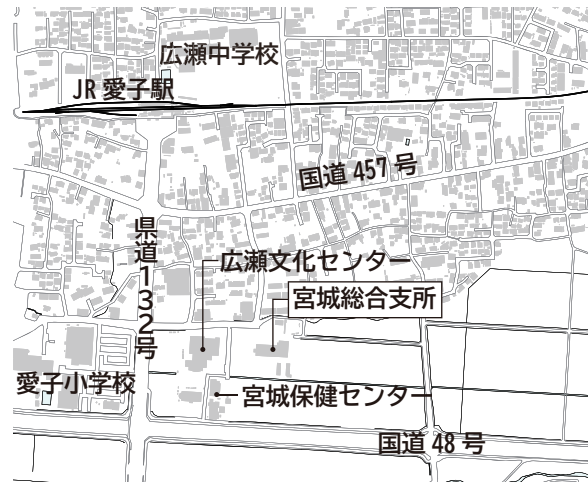 広瀬中学校
JR 愛子駅
国道 457 号
県道132号
広瀬文化センター
宮城総合支所
愛子小学校
宮城保健センター
国道 48 号